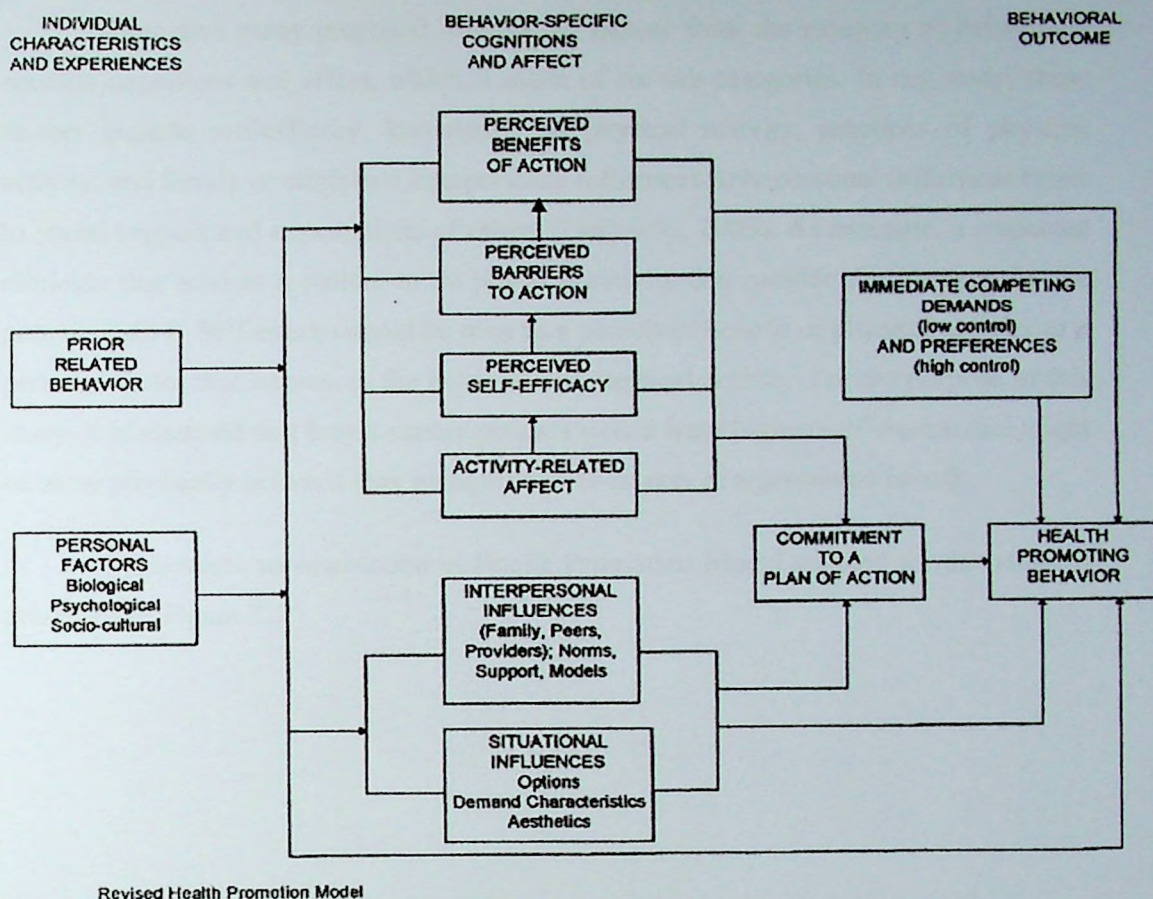 INDIVIDUAL
CHARACTERISTICS
AND EXPERIENCES
BEHAVIOR-SPECIFIC
COGNITIONS
AND AFFECT
BEHAVIORAL
OUTCOME
PERCEIVED
BENEFITS
OF ACTION
PERCEIVED
BARRIERS
TO ACTION
IMMEDIATE COMPETING
DEMANDS
(low control)
AND PREFERENCES
(high control)
PRIOR
RELATED
BEHAVIOR
PERCEIVED
SELF-EFFICACY
ACTIVITY-RELATED
AFFECT
PERSONAL
FACTORS
Biological
Psychological
Socio-cultural
COMMITMENT
TO A
PLAN OF ACTION
HEALTH
PROMOTING
BEHAVIOR
INTERPERSONAL
INFLUENCES
(Family, Peers,
Providers); Norms,
Support, Models
SITUATIONAL
INFLUENCES
Options
Demand Characteristics
Aesthetics
Revised Health Promotion Model